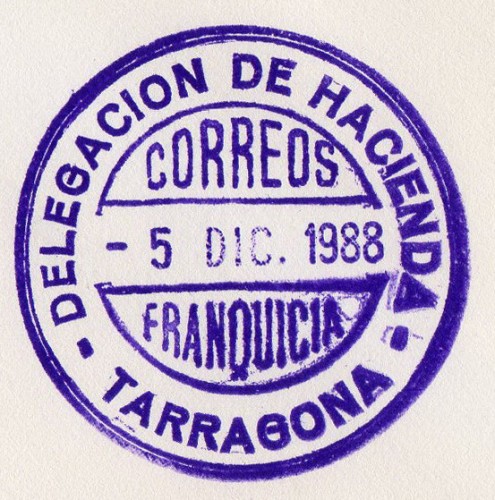 DELEGACION DE HACIENDA
CORREOS
- 5 DIC. 1988
FRANQUICIA
- TARRAGONA -